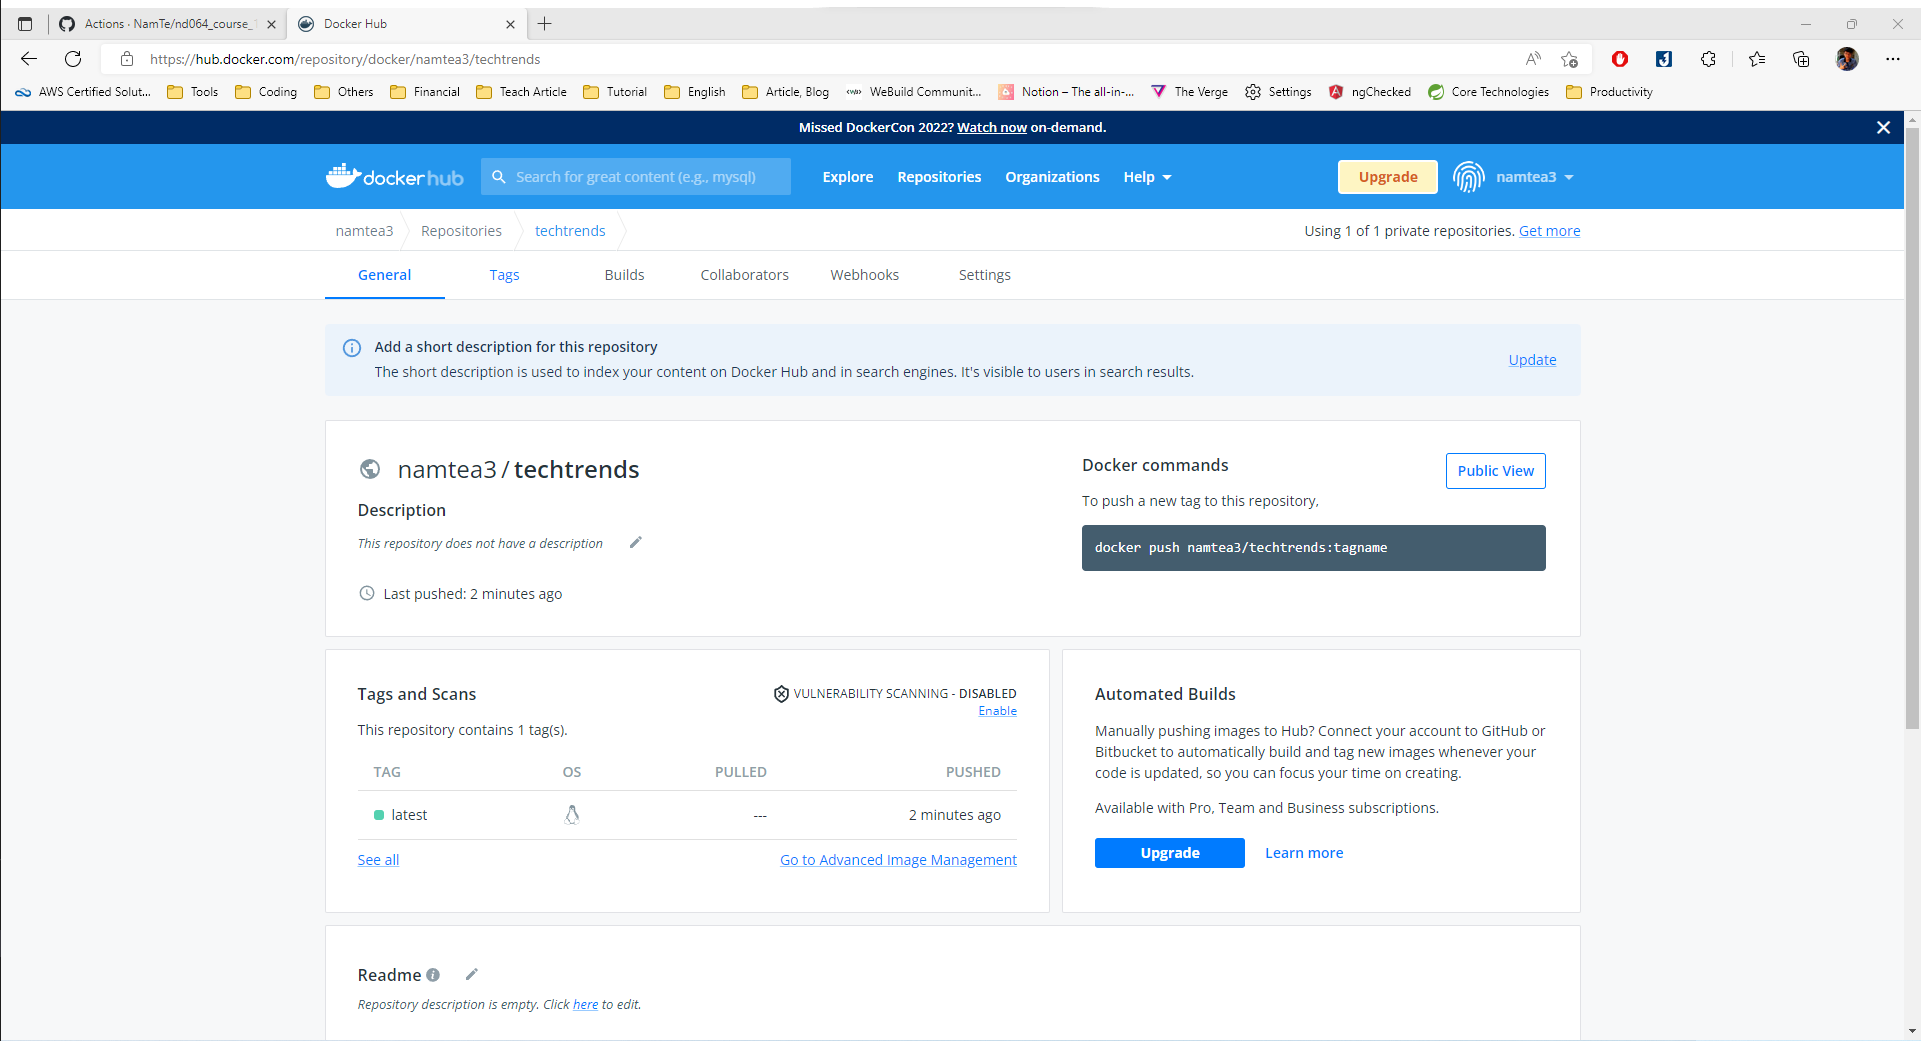 Actions · NamTe/nd064_course_1
Docker Hub
https://hub.docker.com/repository/docker/namtea3/techtrends
AWS Certified Solut...
Tools
Coding
Others
Financial
Teach Article
Tutorial
English
Article, Blog
WeBuild Communit...
Notion – The all-in-...
The Verge
Settings
ngChecked
Core Technologies
Productivity
Missed DockerCon 2022? Watch now on-demand.
dockerhub
Search for great content (e.g., mysql)
Explore
Repositories
Organizations
Help
Upgrade
namtea3
namtea3
Repositories
techtrends
Using 1 of 1 private repositories. Get more
General
Tags
Builds
Collaborators
Webhooks
Settings
Add a short description for this repository
The short description is used to index your content on Docker Hub and in search engines. It's visible to users in search results.
Update
namtea3 / techtrends
Description
This repository does not have a description
Last pushed: 2 minutes ago
Docker commands
Public View
To push a new tag to this repository,
docker push namtea3/techtrends:tagname
Tags and Scans
VULNERABILITY SCANNING - DISABLED
Enable
This repository contains 1 tag(s).
TAG
OS
PULLED
PUSHED
latest
---
2 minutes ago
See all
Go to Advanced Image Management
Automated Builds
Manually pushing images to Hub? Connect your account to GitHub or
Bitbucket to automatically build and tag new images whenever your
code is updated, so you can focus your time on creating.
Available with Pro, Team and Business subscriptions.
Upgrade
Learn more
Readme
Repository description is empty. Click here to edit.